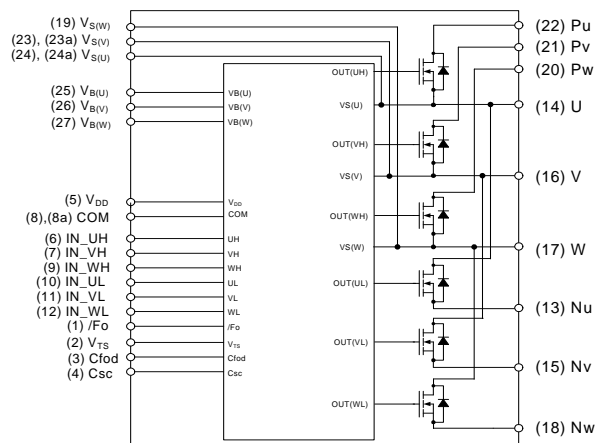 (19) VS(W)
(23), (23a) VS(V)
(24), (24a) VS(U)
(25) VB(U)
(26) VB(V)
(27) VB(W)
(5) VDD
(8),(8a) COM
(6) IN_UH
(7) IN_VH
(9) IN_WH
(10) IN_UL
(11) IN_VL
(12) IN_WL
(1) /Fo
(2) VTS
(3) Cfod
(4) Csc
VB(U)
VB(V)
VB(W)
VDD
COM
UH
VH
WH
UL
VL
WL
/Fo
VTS
Cfod
Csc
OUT(UH)
VS(U)
OUT(VH)
VS(V)
OUT(WH)
VS(W)
OUT(UL)
OUT(VL)
OUT(WL)
(22) Pu
(21) Pv
(20) Pw
(14) U
(16) V
(17) W
(13) Nu
(15) Nv
(18) Nw